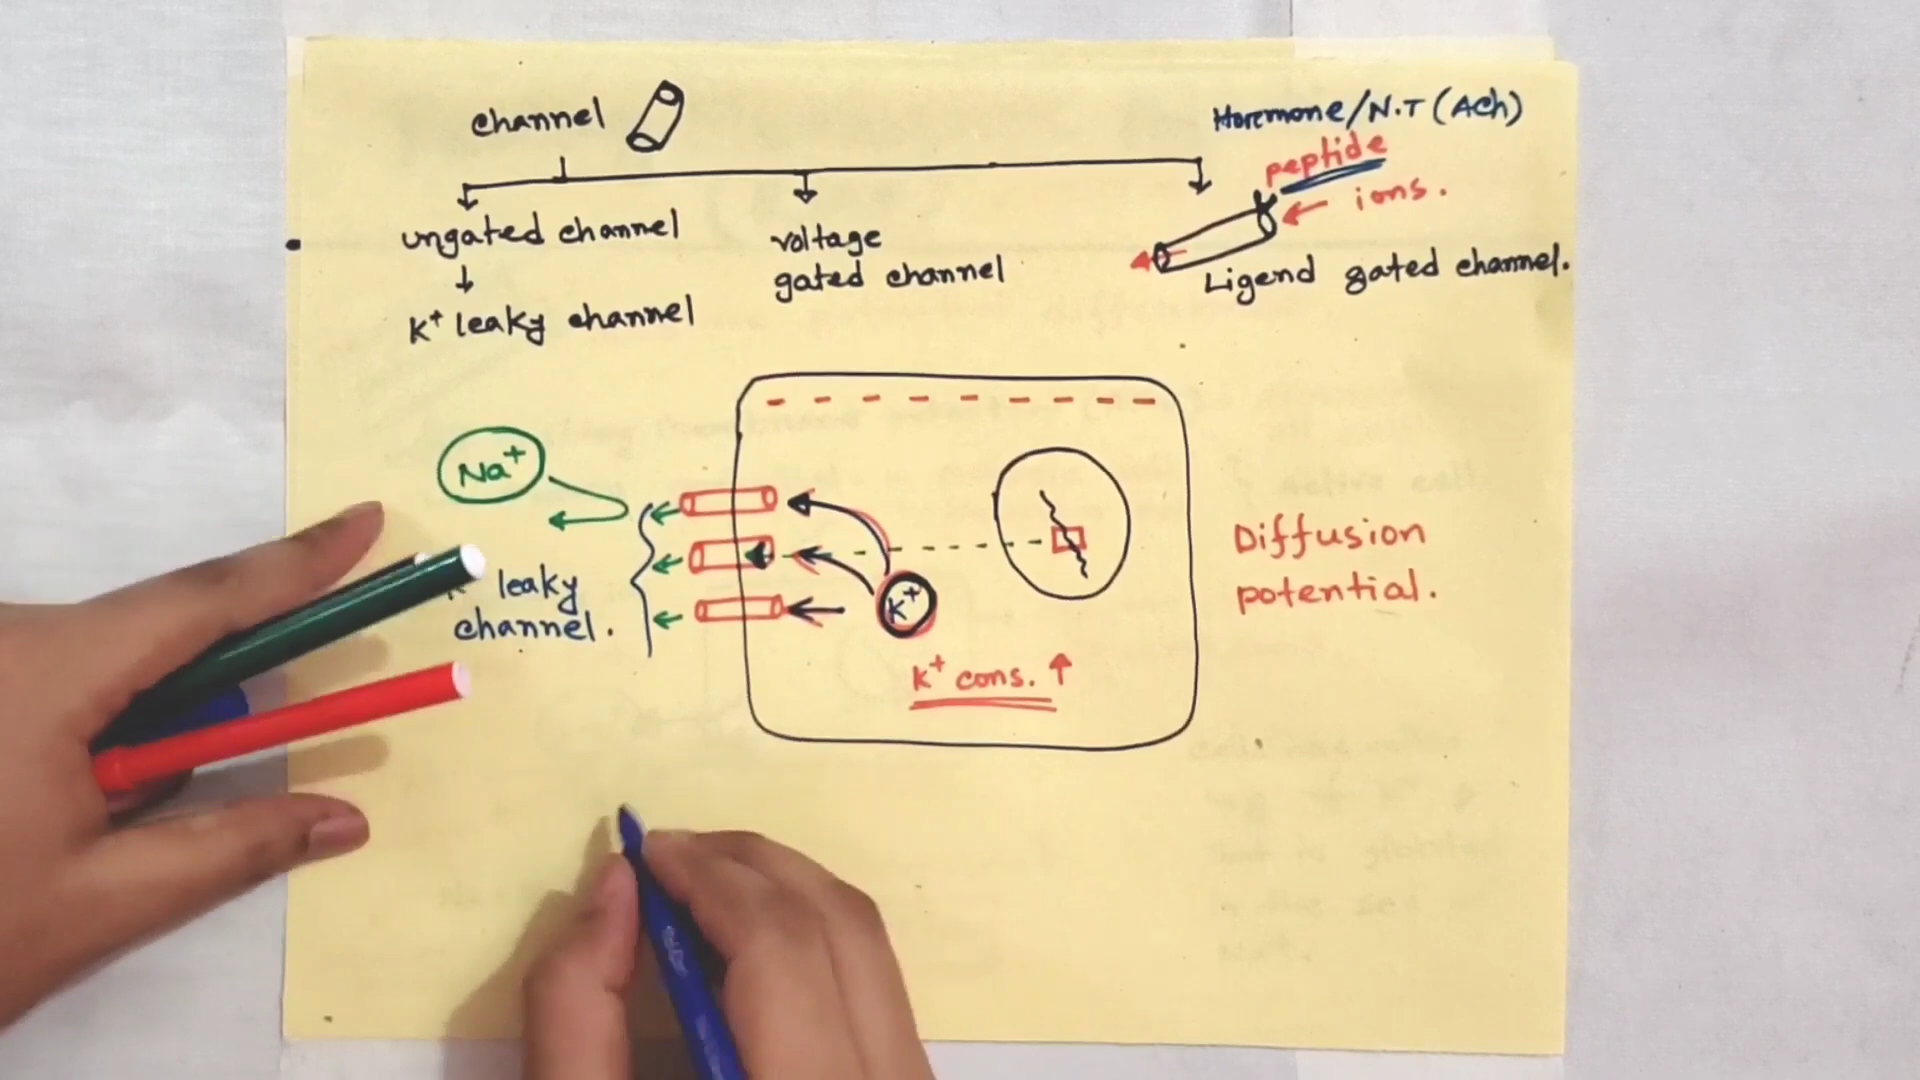 channel
Horemone/N.T (Ach)
peptide
ions.
ungated channel
voltage
gated channel
Ligend gated channel.
K+ leaky channel
Na+
leaky
channel.
K+
K+ cons. ↑
Diffusion
potential.